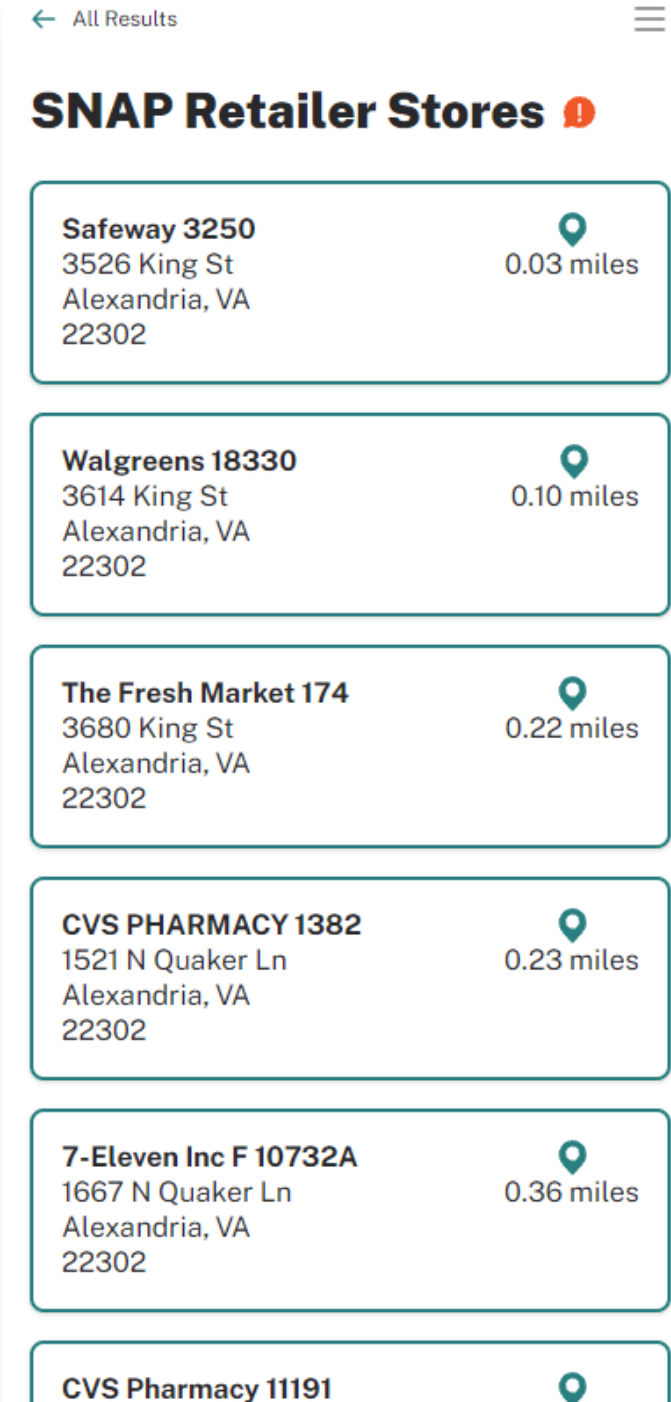 All Results
SNAP Retailer Stores
Safeway 3250
3526 King St
0.03 miles
Alexandria, VA
22302
Walgreens 18330
3614 King St
0.10 miles
Alexandria, VA
22302
The Fresh Market 174
3680 King St
0.22 miles
Alexandria, VA
22302
CVS PHARMACY 1382
1521 N Quaker Ln
0.23 miles
Alexandria, VA
22302
7-Eleven Inc F 10732A
1667 N Quaker Ln
0.36 miles
Alexandria, VA
22302
CVS Pharmacy 11191